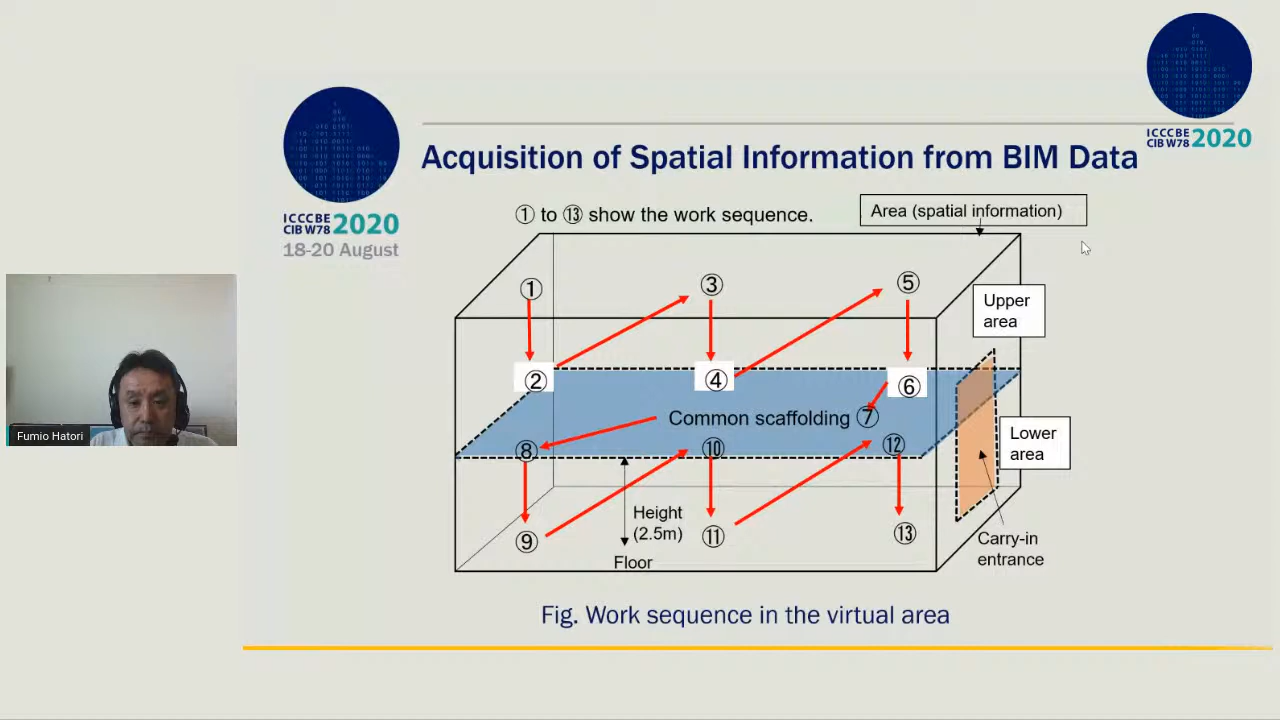 ICCCBE
CIB W78 2020
ICCCBE
CIB W78 2020
18-20 August
Acquisition of Spatial Information from BIM Data
① to ⑬ show the work sequence.
Area (spatial information)
①
③
⑤
Upper
area
②
④
⑥
Common scaffolding ⑦
⑧
⑩
⑫
Lower
area
Height
(2.5m)
⑨
⑪
⑬
Floor
Carry-in
entrance
Fig. Work sequence in the virtual area
Fumio Hatori